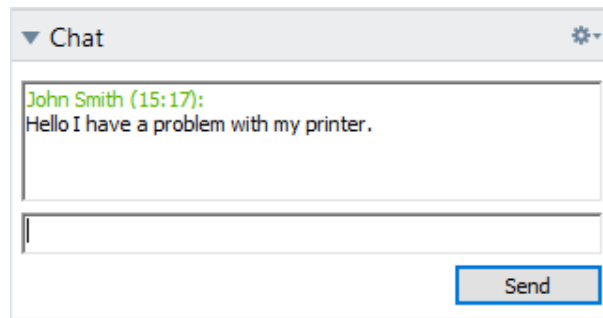 Chat
John Smith (15:17):
Hello I have a problem with my printer.
Send